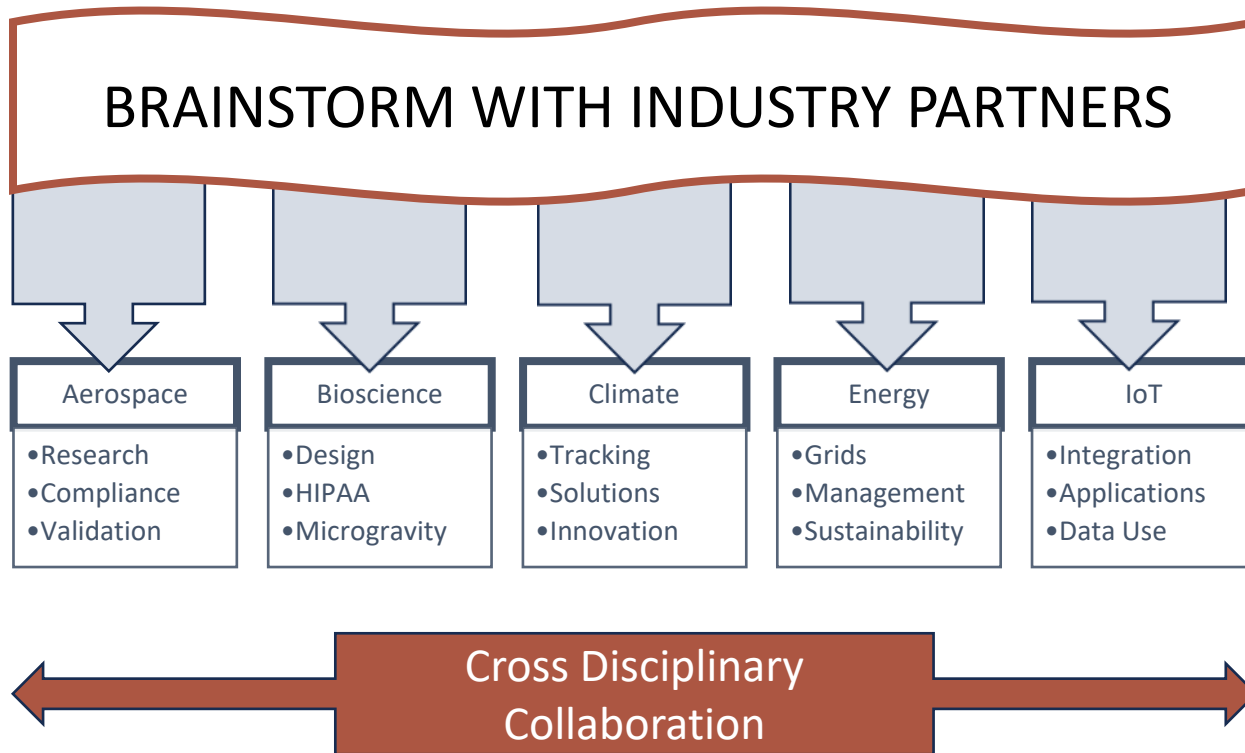 BRAINSTORM WITH INDUSTRY PARTNERS
Aerospace
•Research
•Compliance
•Validation
Bioscience
•Design
•HIPAA
•Microgravity
Climate
•Tracking
•Solutions
•Innovation
Energy
•Grids
•Management
•Sustainability
IoT
•Integration
•Applications
•Data Use
Cross Disciplinary
Collaboration